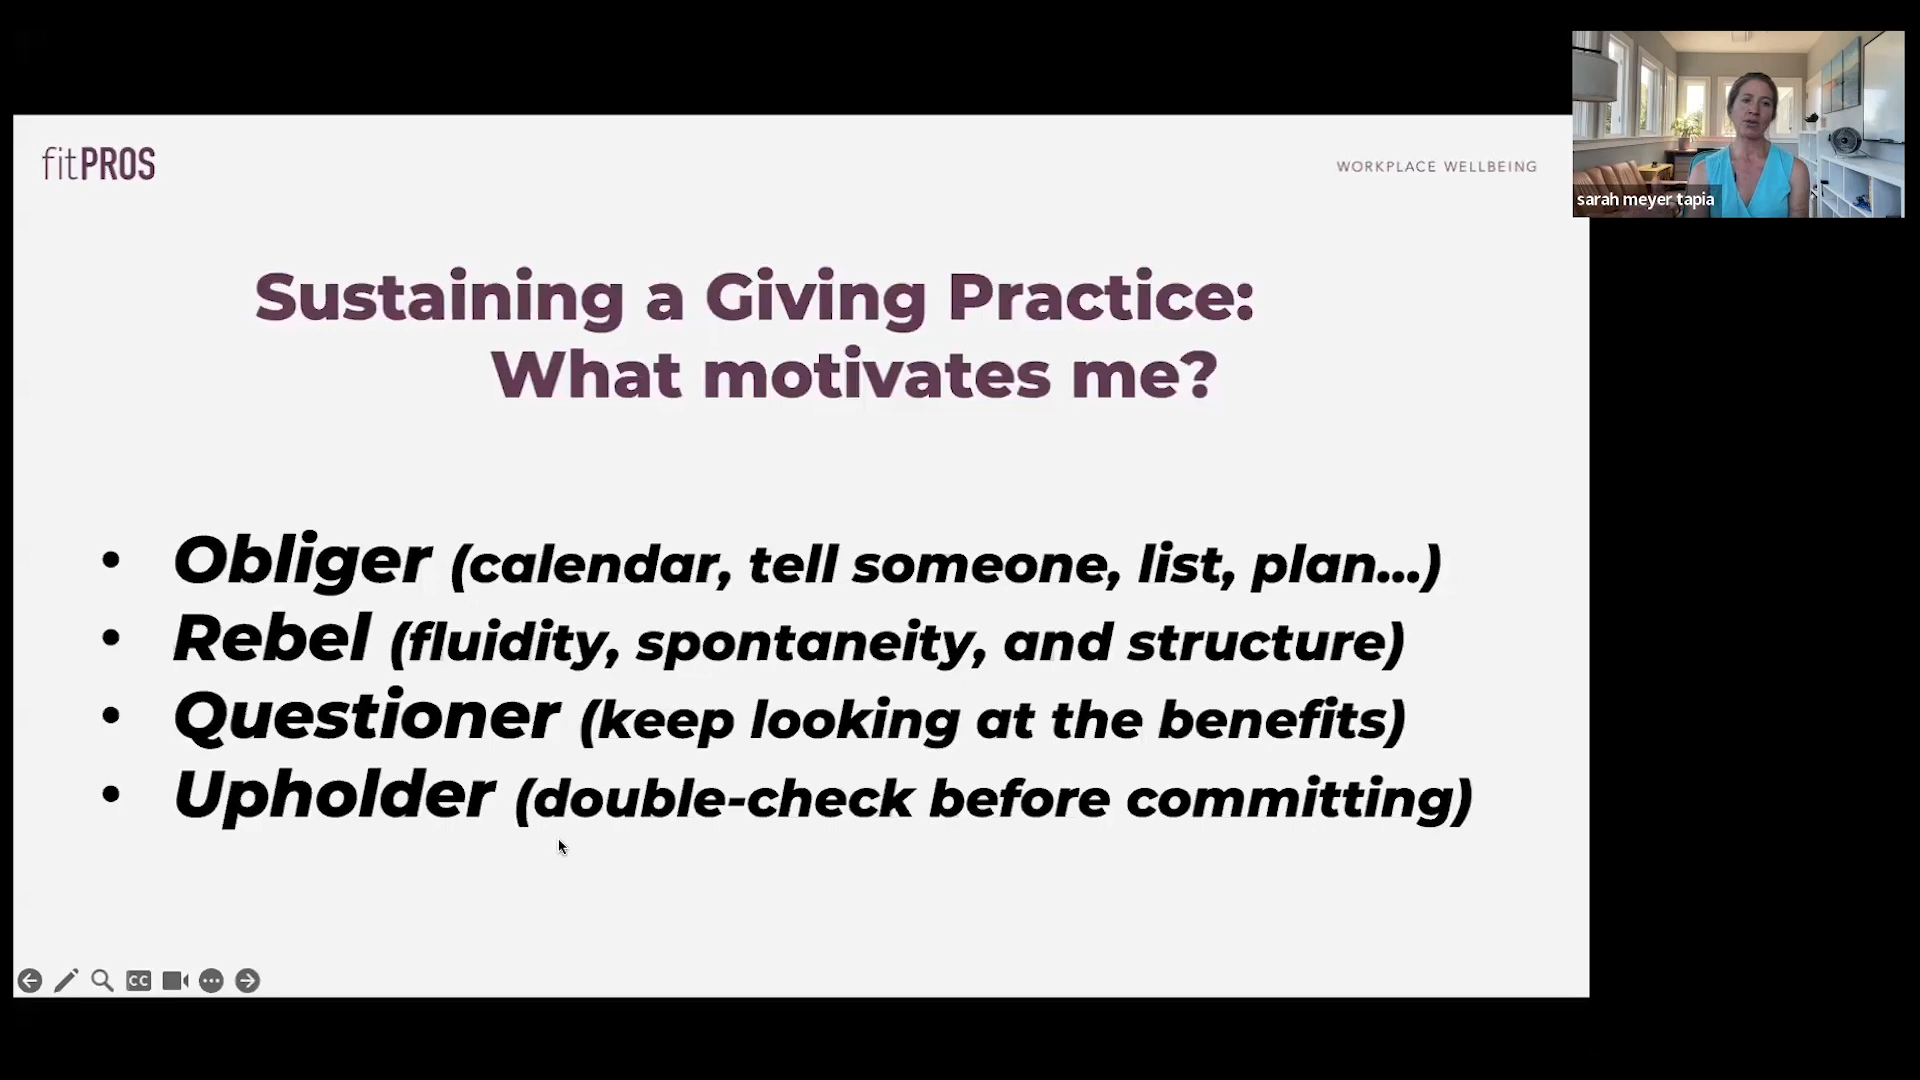 fitPROS
WORKPLACE WELLBEING
sarah meyer tapia
Sustaining a Giving Practice:
What motivates me?
• Obliger (calendar, tell someone, list, plan...)
• Rebel (fluidity, spontaneity, and structure)
• Questioner (keep looking at the benefits)
• Upholder (double-check before committing)
CC